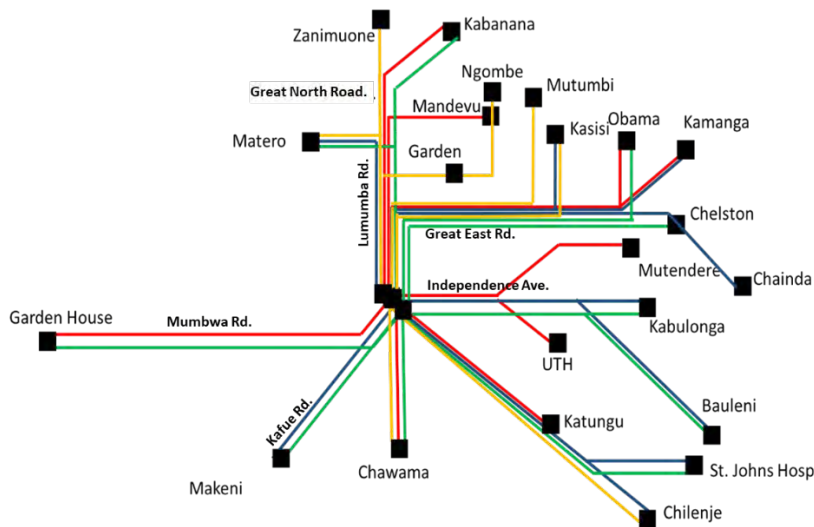 Zanimuone
Kabanana
Great North Road.
Ngombe
Mutumbi
Mandevu
Kasisi
Obama
Kamanga
Matero
Garden
Lumumba Rd.
Great East Rd.
Chelston
Mutendere
Chainda
Independence Ave.
Garden House
Mumbwa Rd.
Kabulonga
UTH
Kafue Rd.
Bauleni
Katungu
Chawama
St. Johns Hosp
Makeni
Chilenje